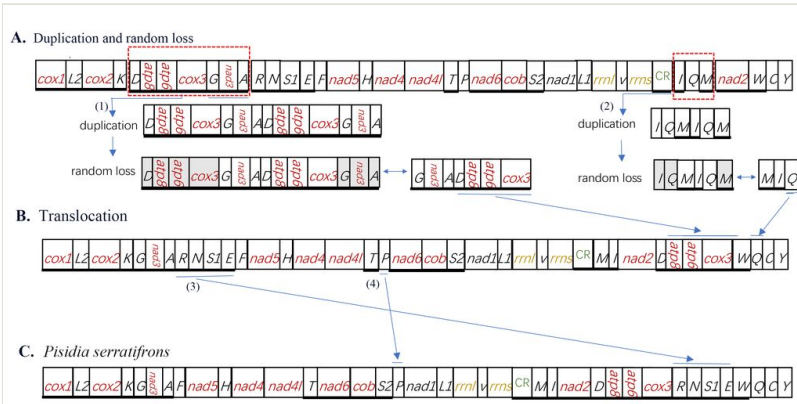 A. Duplication and random loss
cox1 L2 cox2 K D atp8 atp6 cox3 G nad3 A R N S1 E F nad5 H nad4 nad4l T P nad6 cob S2 nad1 L1 rrnl v rrns CR I Q M nad2 W C Y
(1) (2)
duplication D atp8 atp6 cox3 G nad3 A D atp8 atp6 cox3 G nad3 A duplication I Q M I Q M
random loss D atp8 atp6 cox3 G nad3 A D atp8 atp6 cox3 G nad3 A G nad3 A D atp8 atp6 cox3 random loss I Q M I Q M M I Q
B. Translocation
cox1 L2 cox2 K G nad3 A R N S1 E F nad5 H nad4 nad4l T P nad6 cob S2 nad1 L1 rrnl v rrns CR M I nad2 D atp8 atp6 cox3 W Q C Y
(3) (4)
C. Pisidia serratifrons
cox1 L2 cox2 K G nad3 A F nad5 H nad4 nad4l T nad6 cob S2 P nad1 L1 rrnl v rrns CR M I nad2 D atp8 atp6 cox3 R N S1 E W Q C Y